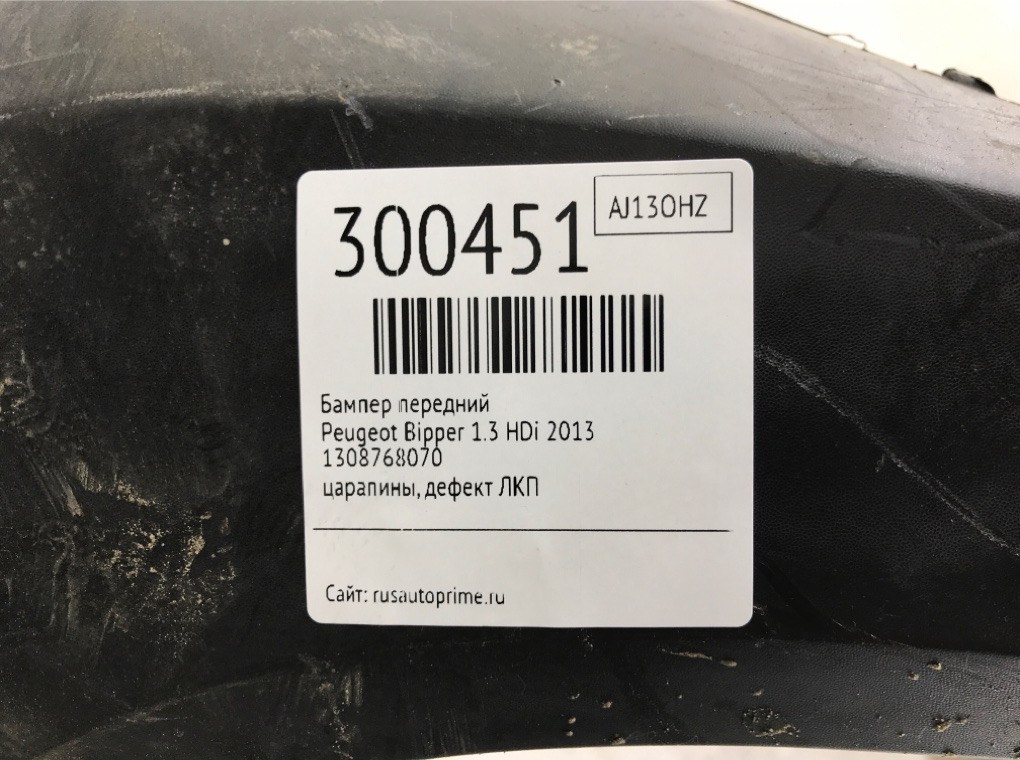 300451
AJ13OHZ
Бампер передний
Peugeot Bipper 1.3 HDi 2013
1308768070
царапины, дефект ЛКП
Сайт: rusautoprime.ru